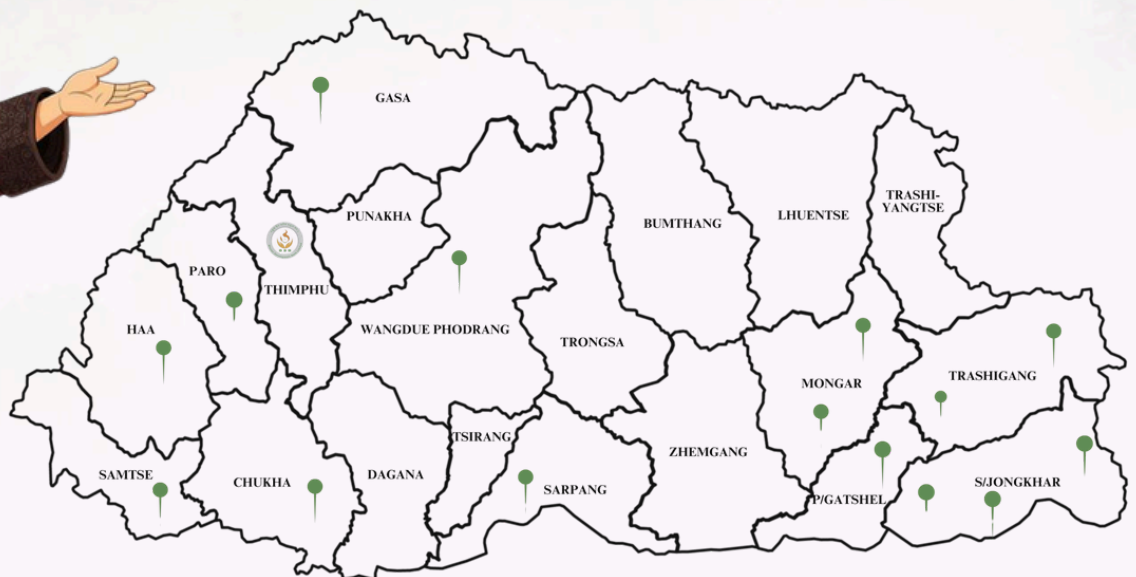 GASA
PUNAKHA
BUMTHANG
LHUENTSE
TRASHI-
YANGTSE
PARO
THIMPHU
HAA
WANGDUE PHODRANG
TRONGSA
MONGAR
TRASHIGANG
SAMTSE
CHUKHA
DAGANA
TSIRANG
SARPANG
ZHEMGANG
P/GATSHEL
S/JONGKHAR